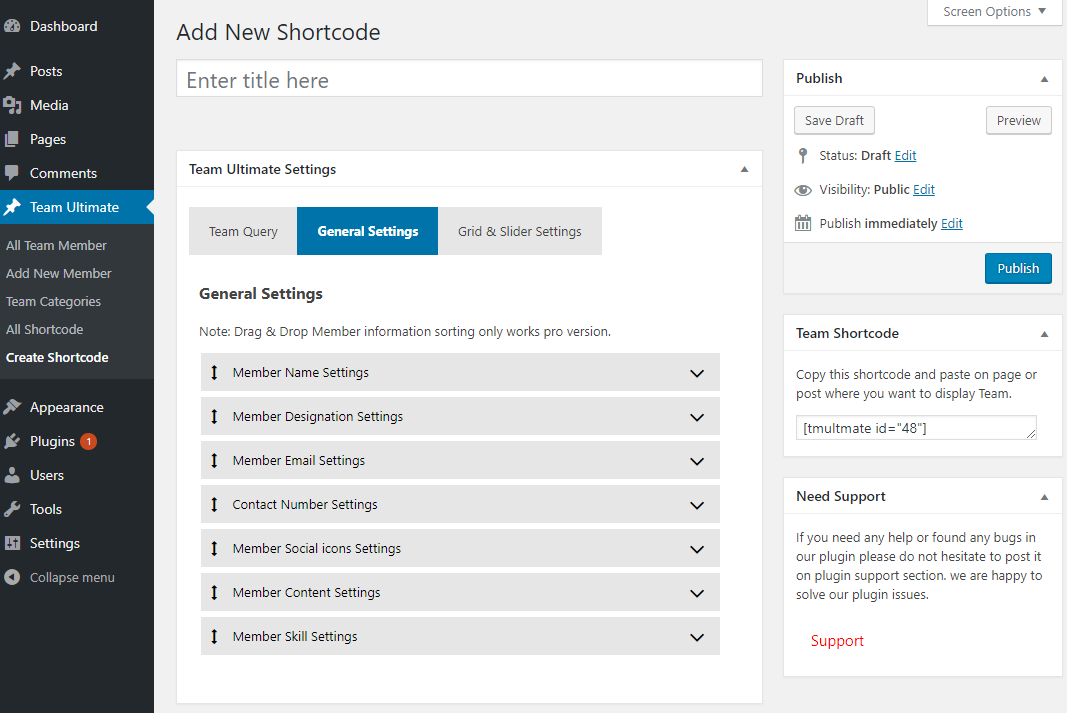 Dashboard
Posts
Media
Pages
Comments
Team Ultimate
All Team Member
Add New Member
Team Categories
All Shortcode
Create Shortcode
Appearance
Plugins 1
Users
Tools
Settings
Collapse menu
Screen Options
Add New Shortcode
Enter title here
Team Ultimate Settings
Team Query General Settings Grid & Slider Settings
General Settings
Note: Drag & Drop Member information sorting only works pro version.
Member Name Settings
Member Designation Settings
Member Email Settings
Contact Number Settings
Member Social icons Settings
Member Content Settings
Member Skill Settings
Publish
Save Draft Preview
Status: Draft Edit
Visibility: Public Edit
Publish immediately Edit
Publish
Team Shortcode
Copy this shortcode and paste on page or
post where you want to display Team.
[tmultmate id="48"]
Need Support
If you need any help or found any bugs in
our plugin please do not hesitate to post it
on plugin support section. we are happy to
solve our plugin issues.
Support